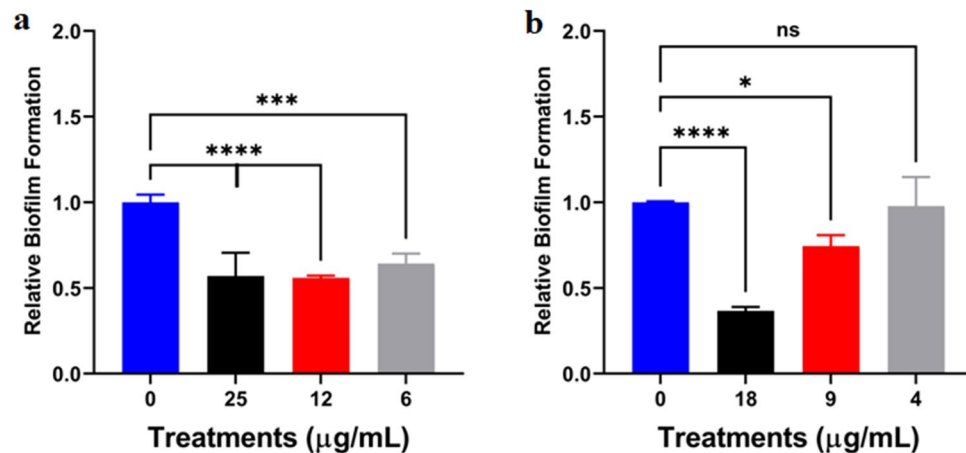 a
2.0
1.5
1.0
0.5
0.0
Relative Biofilm Formation
***
****
0 25 12 6
Treatments (μg/mL)
b
2.0
1.5
1.0
0.5
0.0
Relative Biofilm Formation
ns
*
****
0 18 9 4
Treatments (μg/mL)